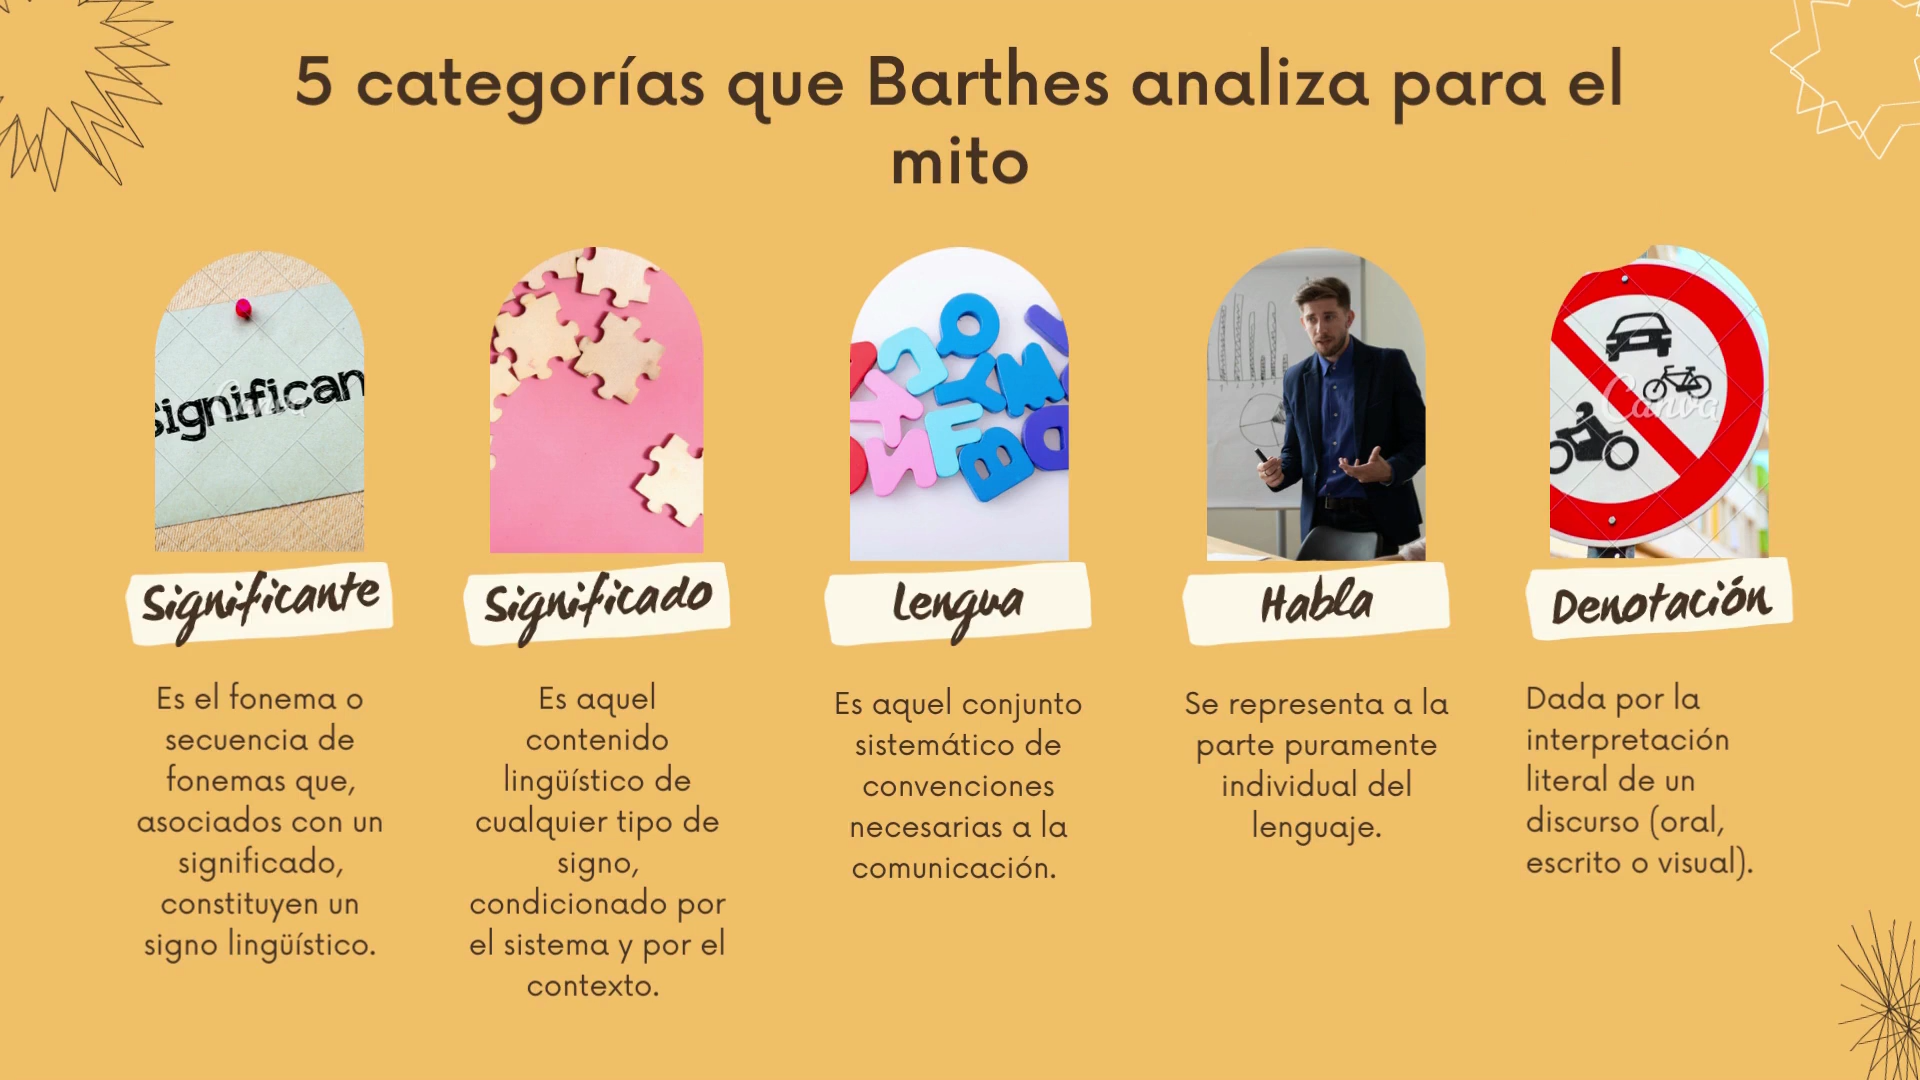 5 categorías que Barthes analiza para el
mito
significan
Canva
Significante
Significado
Lengua
Habla
Denotación
Es el fonema o
secuencia de
fonemas que,
asociados con un
significado,
constituyen un
signo lingüístico.
Es aquel
contenido
lingüístico de
cualquier tipo de
signo,
condicionado por
el sistema y por el
contexto.
Es aquel conjunto
sistemático de
convenciones
necesarias a la
comunicación.
Se representa a la
parte puramente
individual del
lenguaje.
Dada por la
interpretación
literal de un
discurso (oral,
escrito o visual).